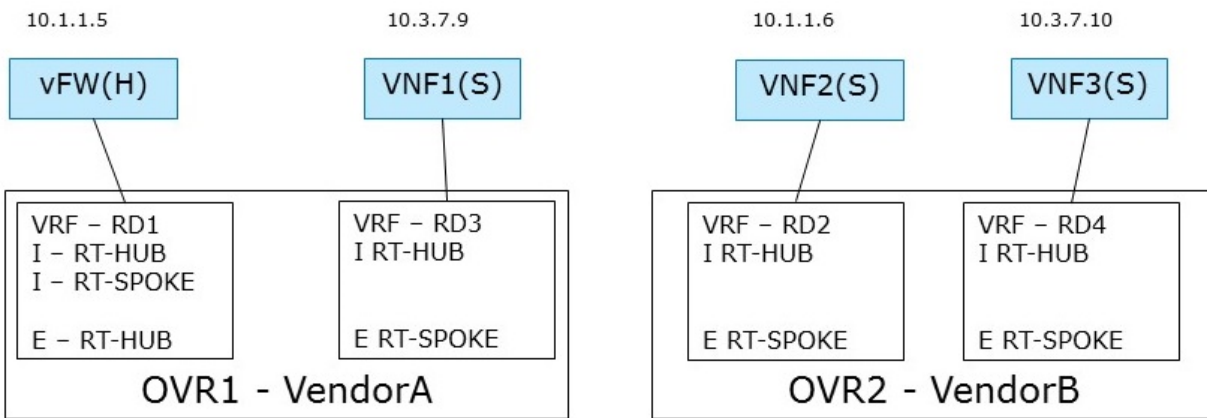 10.1.1.5
10.3.7.9
10.1.1.6
10.3.7.10
vFW(H)
VNF1(S)
VNF2(S)
VNF3(S)
VRF – RD1
I – RT-HUB
I – RT-SPOKE
E – RT-HUB
VRF – RD3
I RT-HUB
E RT-SPOKE
OVR1 - VendorA
VRF – RD2
I RT-HUB
E RT-SPOKE
VRF – RD4
I RT-HUB
E RT-SPOKE
OVR2 - VendorB